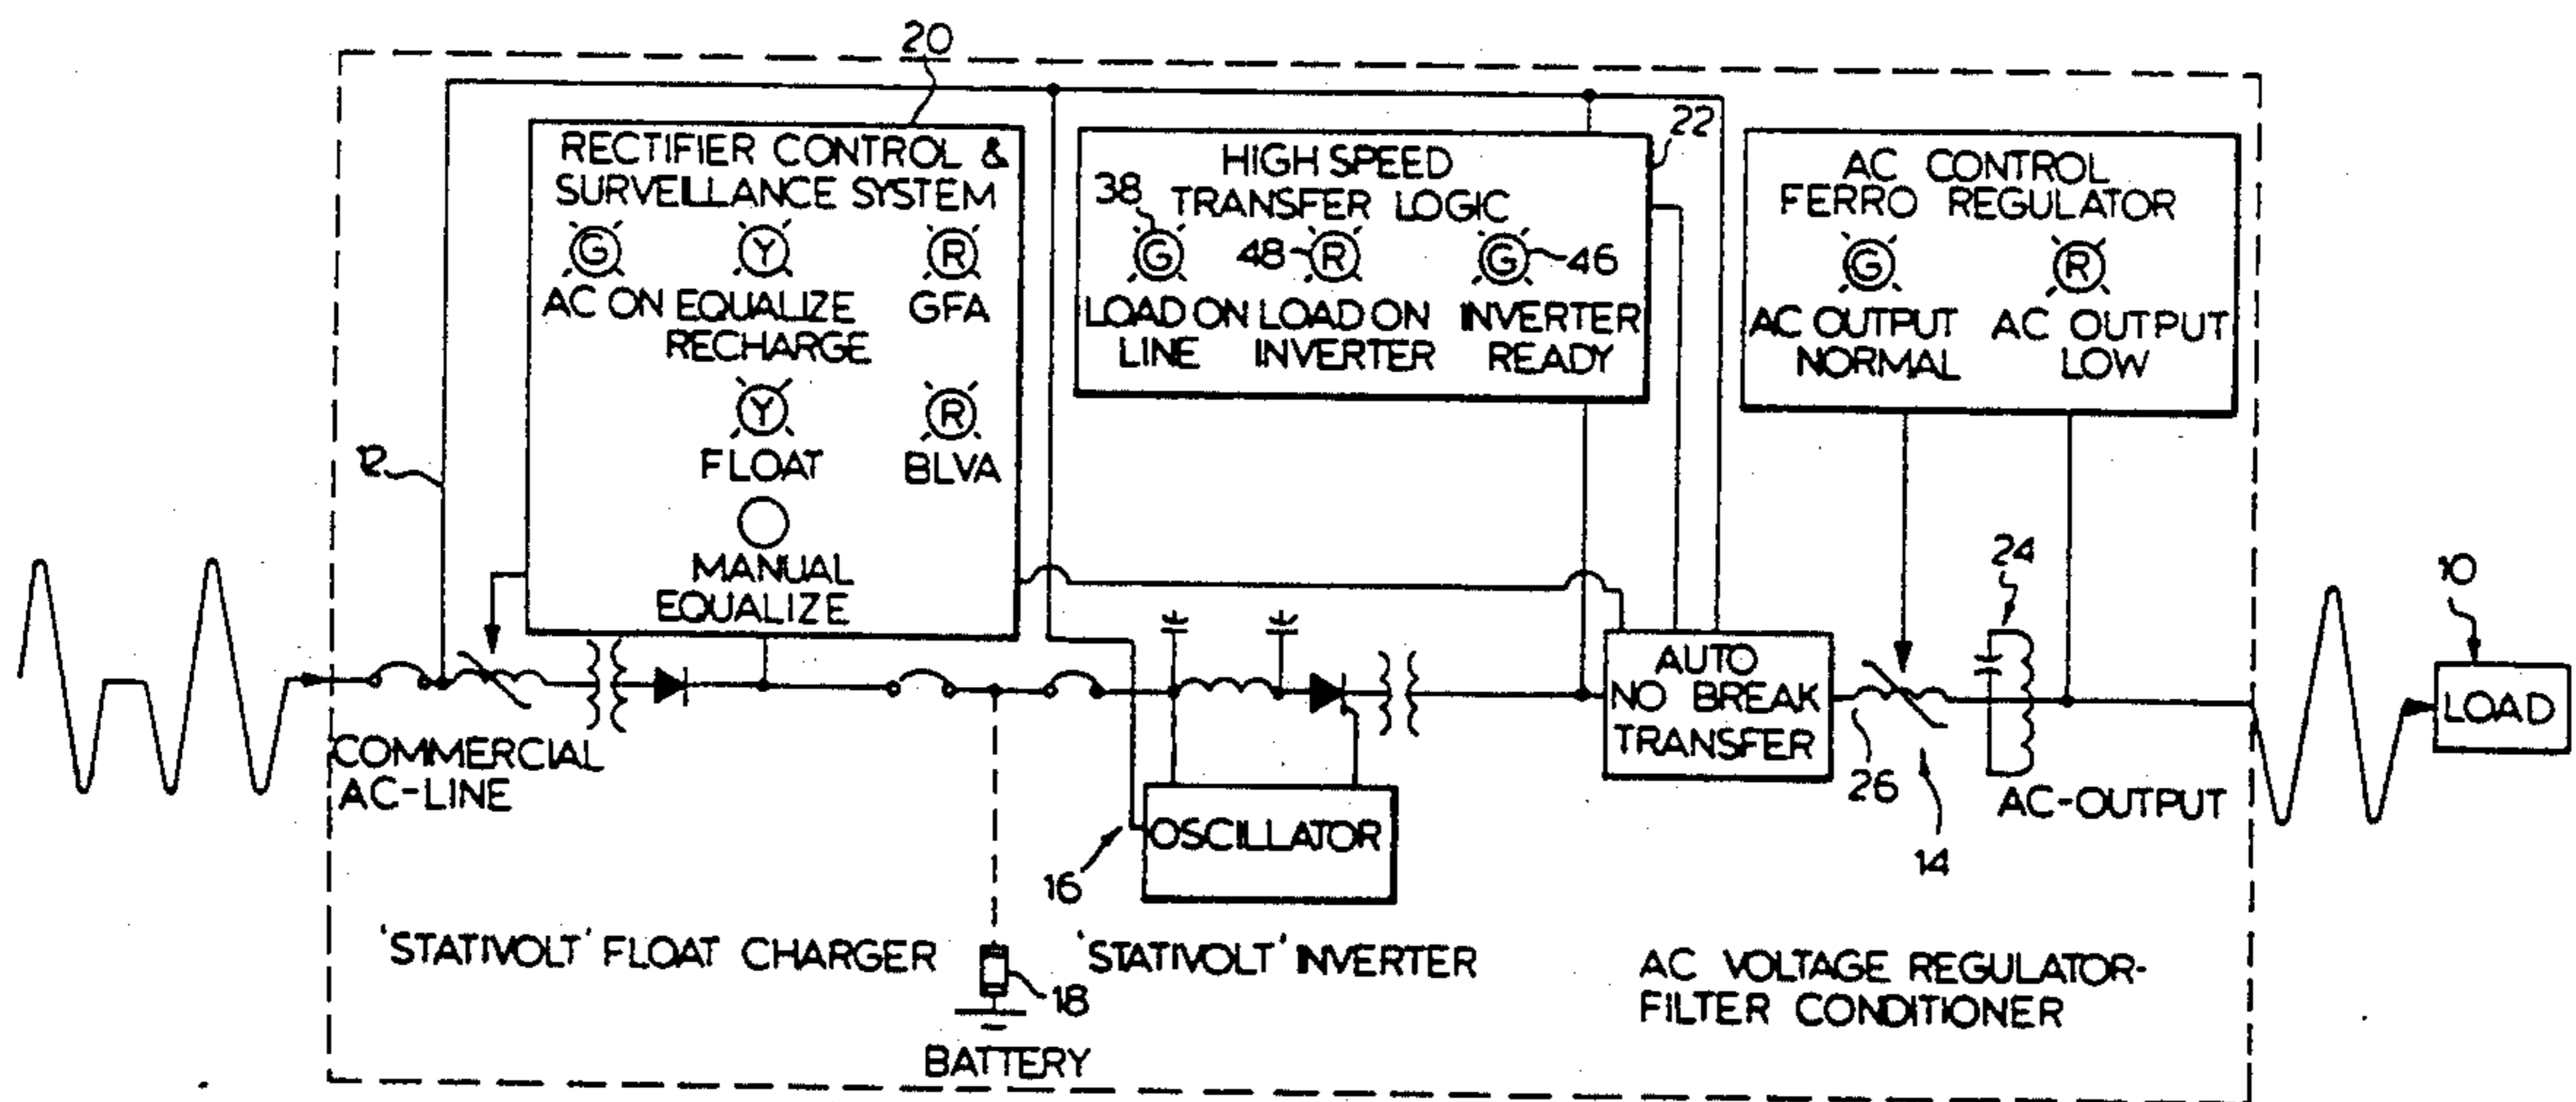 20
RECTIFIER CONTROL &
SURVEILLANCE SYSTEM
G Y R
AC ON EQUALIZE GFA
RECHARGE
Y R
FLOAT BLVA
MANUAL
EQUALIZE
22
HIGH SPEED
TRANSFER LOGIC
38 G 48 R G 46
LOAD ON LOAD ON INVERTER
LINE INVERTER READY
AC CONTROL
FERRO REGULATOR
G R
AC OUTPUT AC OUTPUT
NORMAL LOW
12
24
10
LOAD
AUTO
NO BREAK
TRANSFER
26
14
AC-OUTPUT
COMMERCIAL
AC-LINE
OSCILLATOR
16
'STATIVOLT' FLOAT CHARGER
18
BATTERY
'STATIVOLT' INVERTER
AC VOLTAGE REGULATOR-
FILTER CONDITIONER